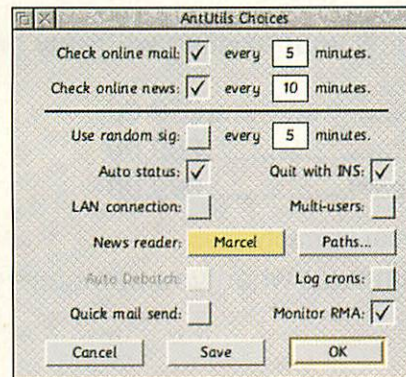 AntUtils Choices
Check online mail: every 5 minutes.
Check online news: every 10 minutes.
Use random sig: every 5 minutes.
Auto status: Quit with INS:
LAN connection: Multi-users:
News reader: Marcel Paths...
Auto Debatch: Log crons:
Quick mail send: Monitor RMA:
Cancel Save OK